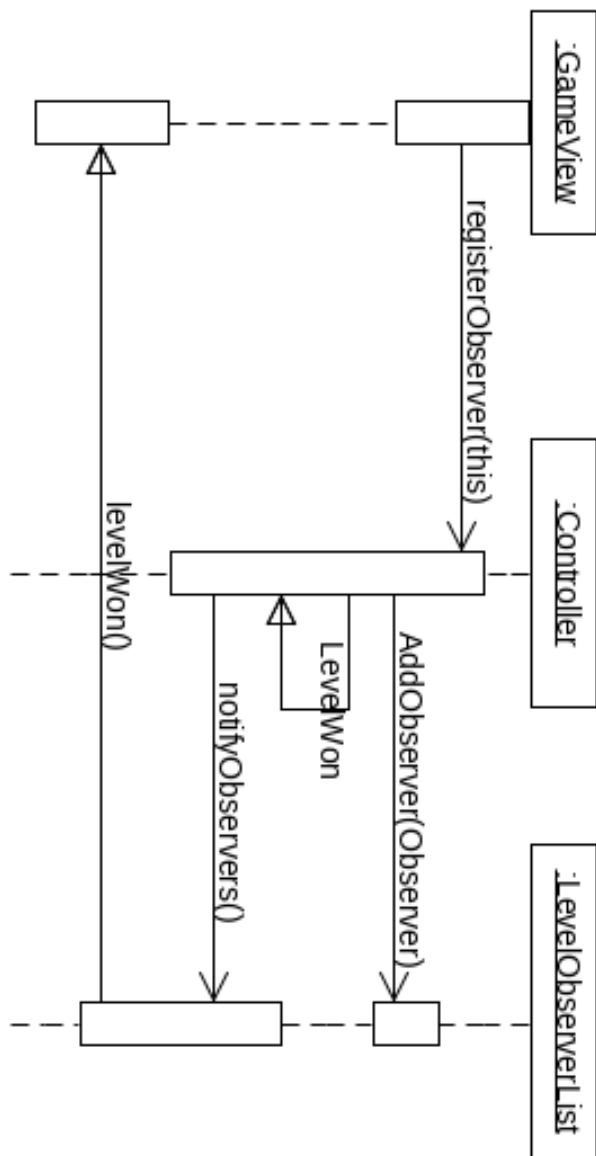 :GameView
:Controller
:LevelObserverList
registerObserver(this)
AddObserver(Observer)
LevelWon
notifyObservers()
levelWon()